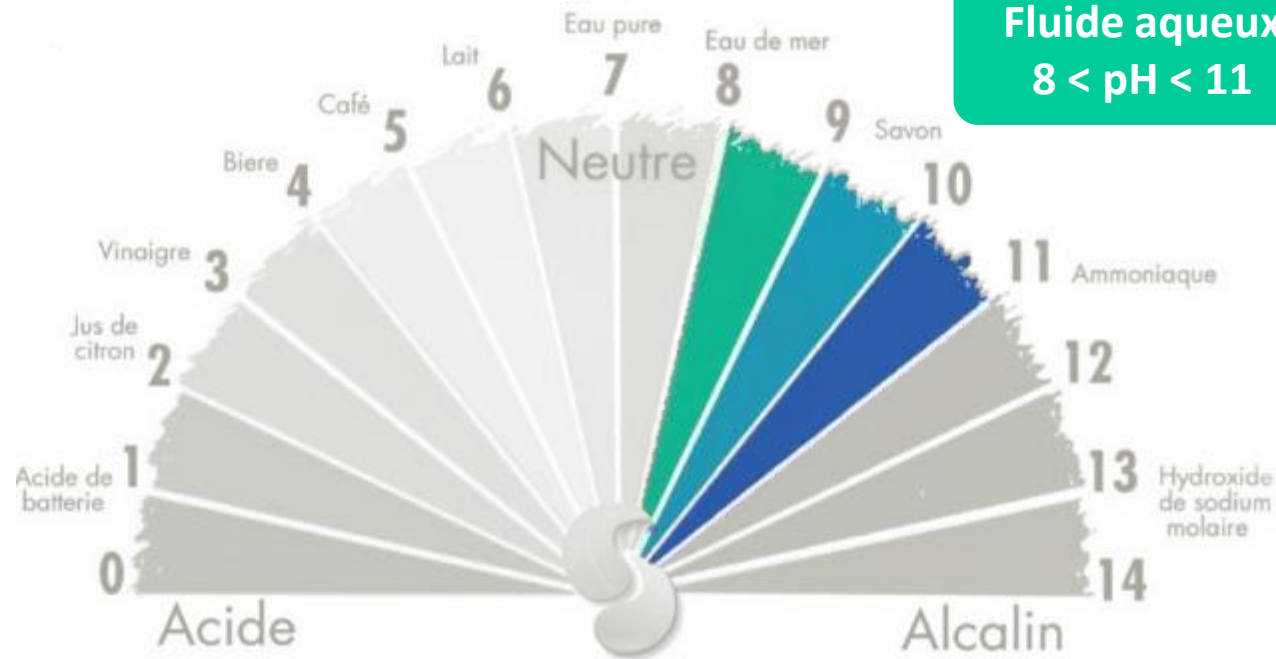 Fluide aqueux
8 < pH < 11
Eau pure
7
Eau de mer
8
Lait
6
9
Savon
Café
5
10
Biere
4
Neutre
11
Ammoniaque
Vinaigre
3
12
Jus de
citron
2
13
Hydroxide
de sodium
molaire
Acide de
batterie
1
0
14
Acide
Alcalin